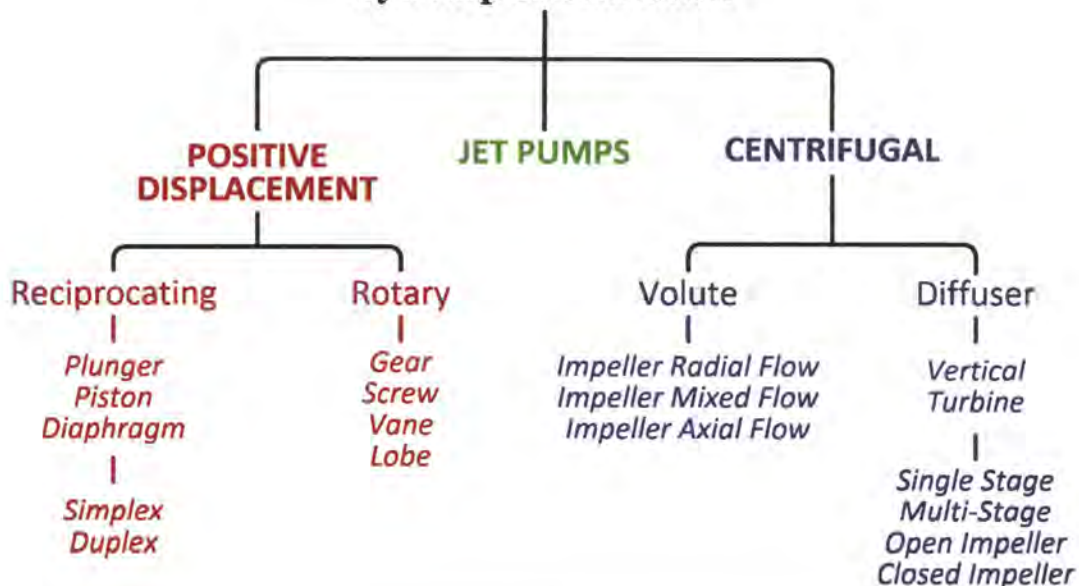 POSITIVE
DISPLACEMENT
JET PUMPS
CENTRIFUGAL
Reciprocating
Plunger
Piston
Diaphragm
Simplex
Duplex
Rotary
Gear
Screw
Vane
Lobe
Volute
Impeller Radial Flow
Impeller Mixed Flow
Impeller Axial Flow
Diffuser
Vertical
Turbine
Single Stage
Multi-Stage
Open Impeller
Closed Impeller